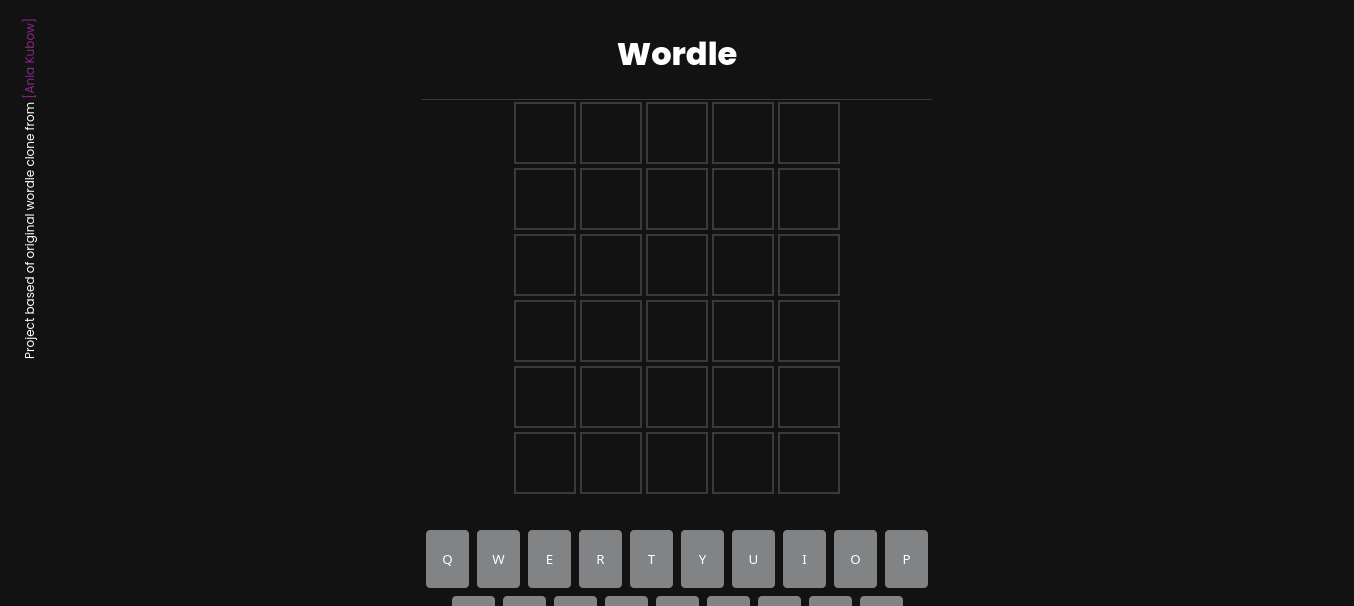 Wordle
Project based of original wordle clone from [Ania Kubow]
Q W E R T Y U I O P